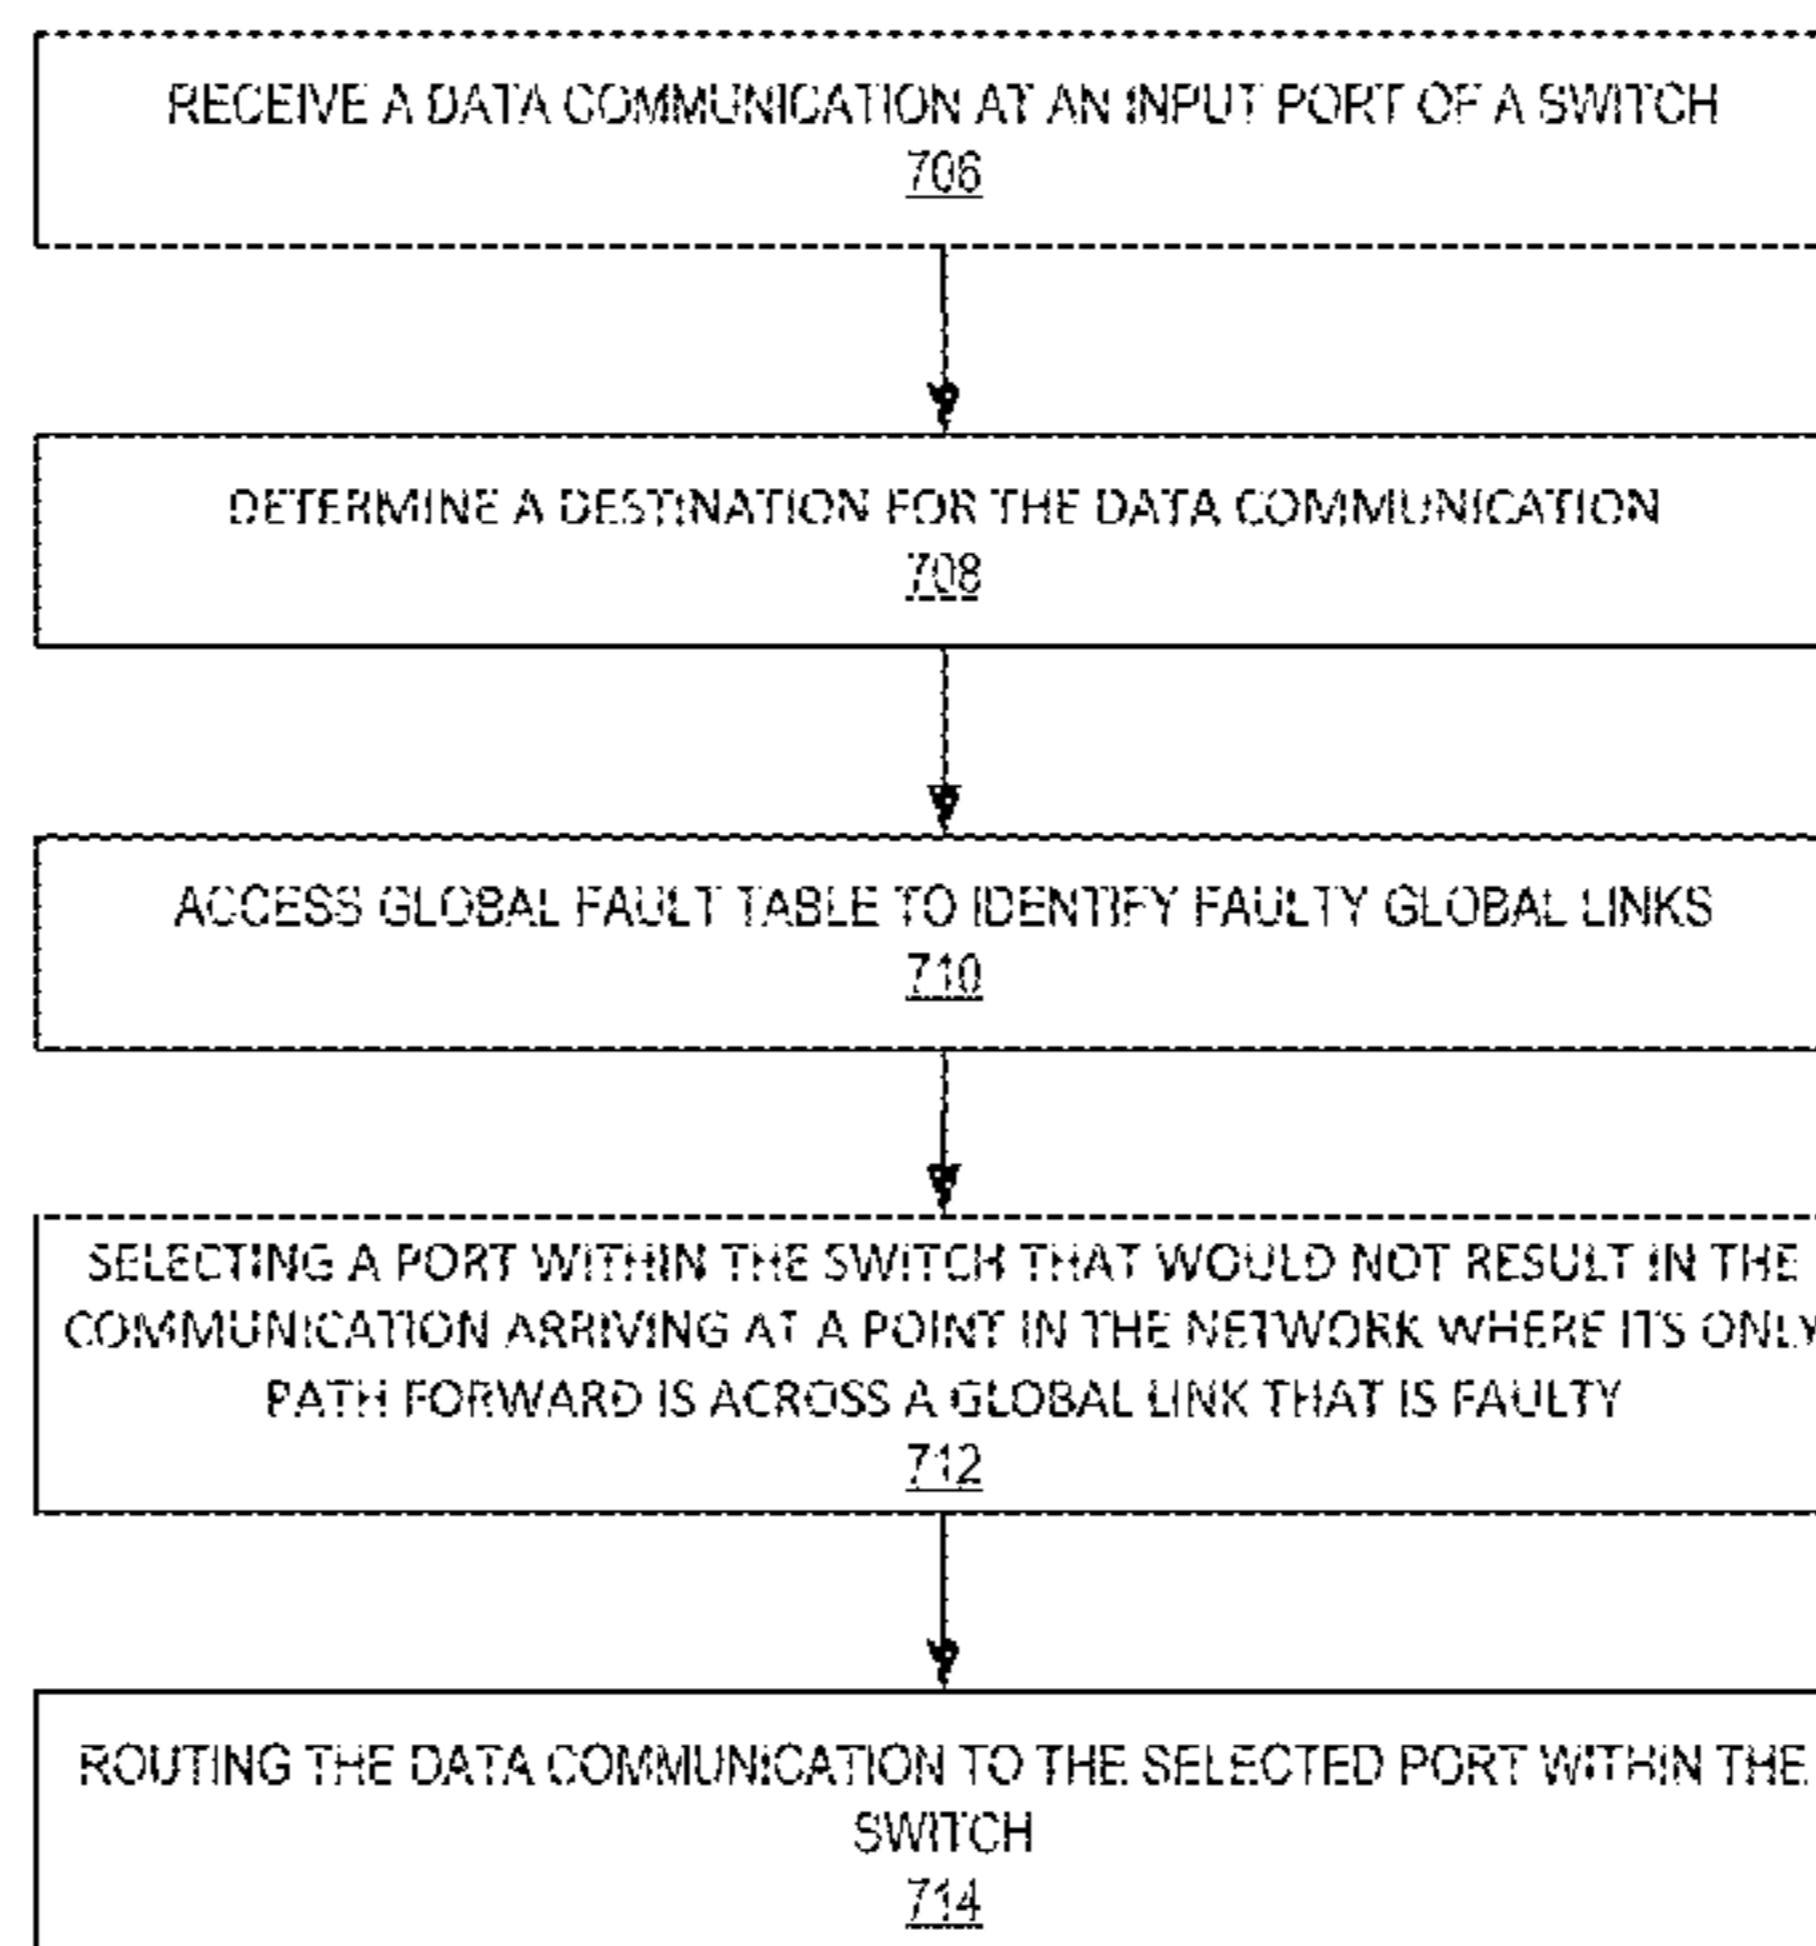 RECEIVE A DATA COMMUNICATION AT AN INPUT PORT OF A SWITCH
706
DETERMINE A DESTINATION FOR THE DATA COMMUNICATION
708
ACCESS GLOBAL FAULT TABLE TO IDENTIFY FAULTY GLOBAL LINKS
710
SELECTING A PORT WITHIN THE SWITCH THAT WOULD NOT RESULT IN THE
COMMUNICATION ARRIVING AT A POINT IN THE NETWORK WHERE ITS ONLY
PATH FORWARD IS ACROSS A GLOBAL LINK THAT IS FAULTY
712
ROUTING THE DATA COMMUNICATION TO THE SELECTED PORT WITHIN THE
SWITCH
714